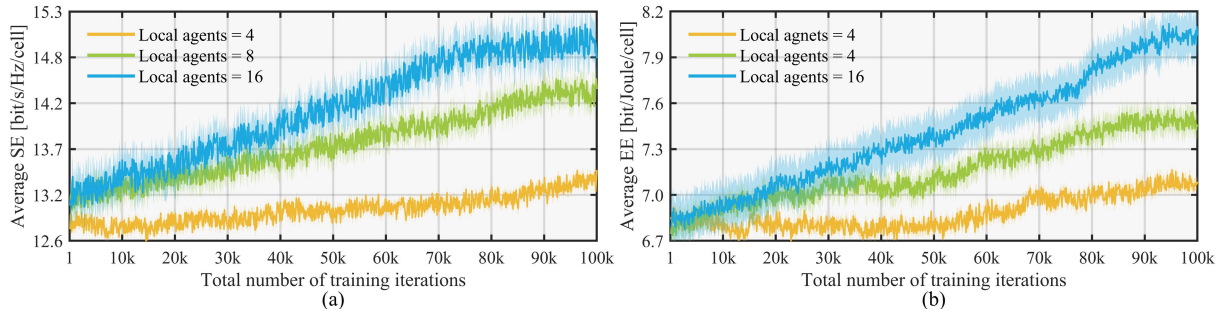 Average SE [bit/s/Hz/cell]
15.3
14.8
14.2
13.7
13.2
12.6
Local agents = 4
Local agents = 8
Local agents = 16
1 10k 20k 30k 40k 50k 60k 70k 80k 90k 100k
Total number of training iterations
(a)
Average EE [bit/Joule/cell]
8.2
7.9
7.6
7.3
7.0
6.7
Local agnets = 4
Local agents = 4
Local agents = 16
1 10k 20k 30k 40k 50k 60k 70k 80k 90k 100k
Total number of training iterations
(b)